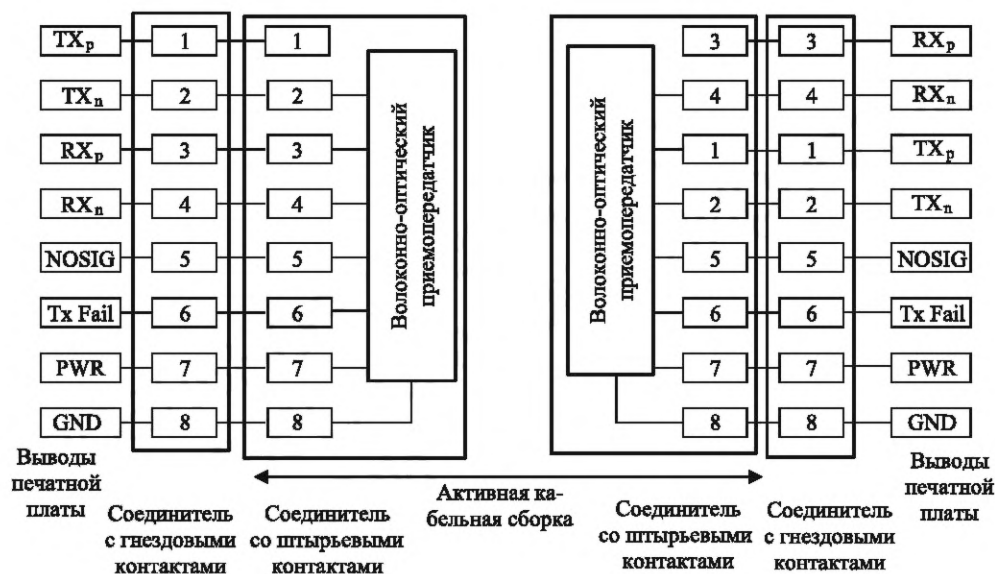 TXp 1 1 3 3 RXp
TXn 2 2 4 4 RXn
RXp 3 3 1 1 TXp
RXn 4 4 2 2 TXn
NOSIG 5 5 5 5 NOSIG
Tx Fail 6 6 6 6 Tx Fail
PWR 7 7 7 7 PWR
GND 8 8 8 8 GND
Волоконно-оптический
приемопередатчик
Волоконно-оптический
приемопередатчик
Выводы
печатной
платы
Соединитель
с гнездовыми
контактами
Соединитель
со штырьевыми
контактами
Активная ка-
бельная сборка
Соединитель
со штырьевыми
контактами
Соединитель
с гнездовыми
контактами
Выводы
печатной
платы